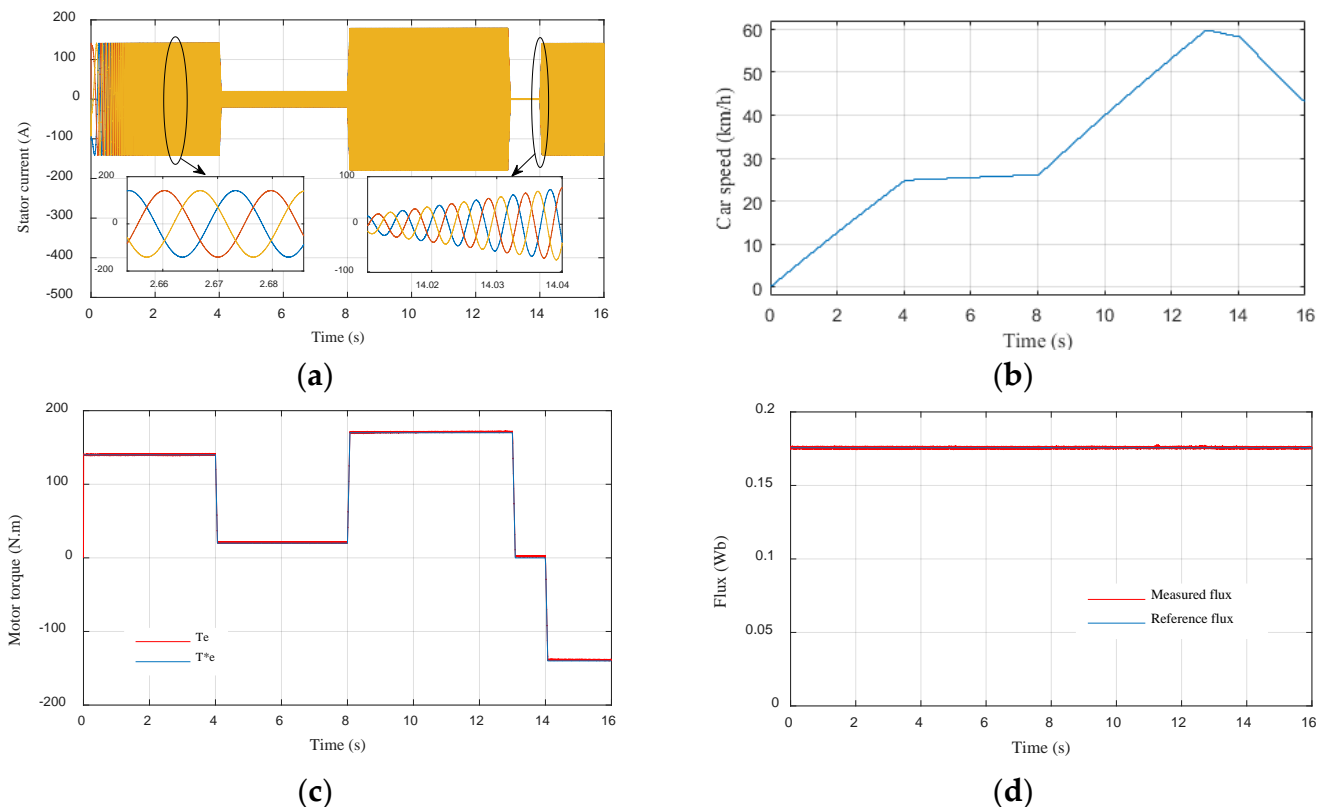 200
100
0
-100
-200
-300
-400
-500
Stator current (A)
200
0
-200
2.66 2.67 2.68
100
0
-100
14.02 14.03 14.04
0 2 4 6 8 10 12 14 16
Time (s)
(a)
60
50
40
30
20
10
0
Car speed (km/h)
0 2 4 6 8 10 12 14 16
Time (s)
(b)
200
100
0
-100
-200
Motor torque (N.m)
Te
T*e
0 2 4 6 8 10 12 14 16
Time (s)
(c)
0.2
0.15
0.1
0.05
0
Flux (Wb)
Measured flux
Reference flux
0 2 4 6 8 10 12 14 16
Time (s)
(d)